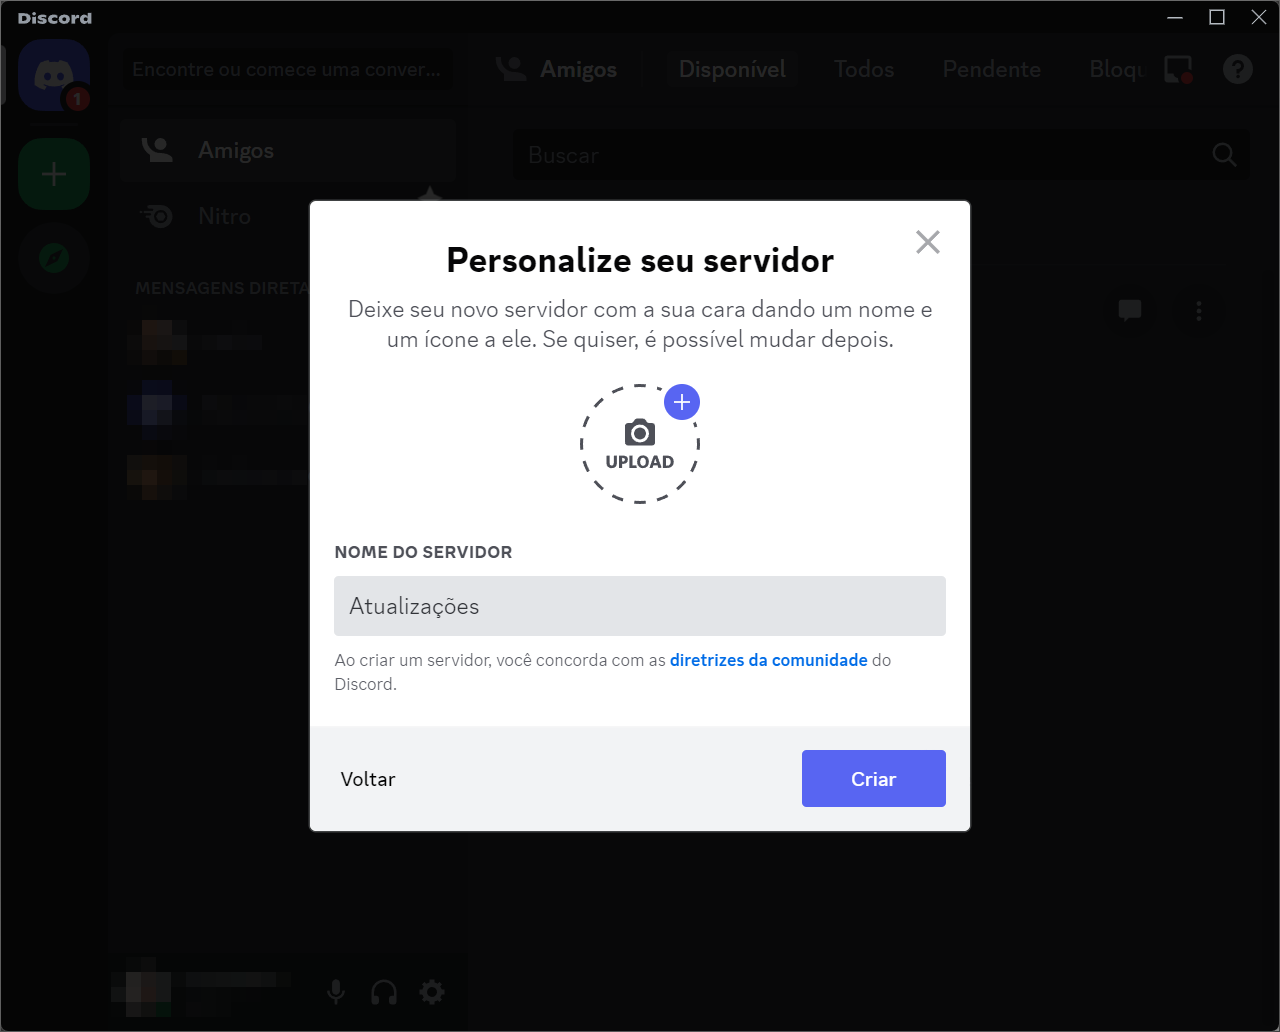 Discord
1
Encontre ou comece uma conver...
Amigos
Disponível
Todos
Pendente
Bloqu
Amigos
Buscar
Nitro
MENSAGENS DIRETA
Personalize seu servidor
Deixe seu novo servidor com a sua cara dando um nome e
um ícone a ele. Se quiser, é possível mudar depois.
UPLOAD
NOME DO SERVIDOR
Atualizações
Ao criar um servidor, você concorda com as diretrizes da comunidade do
Discord.
Voltar
Criar